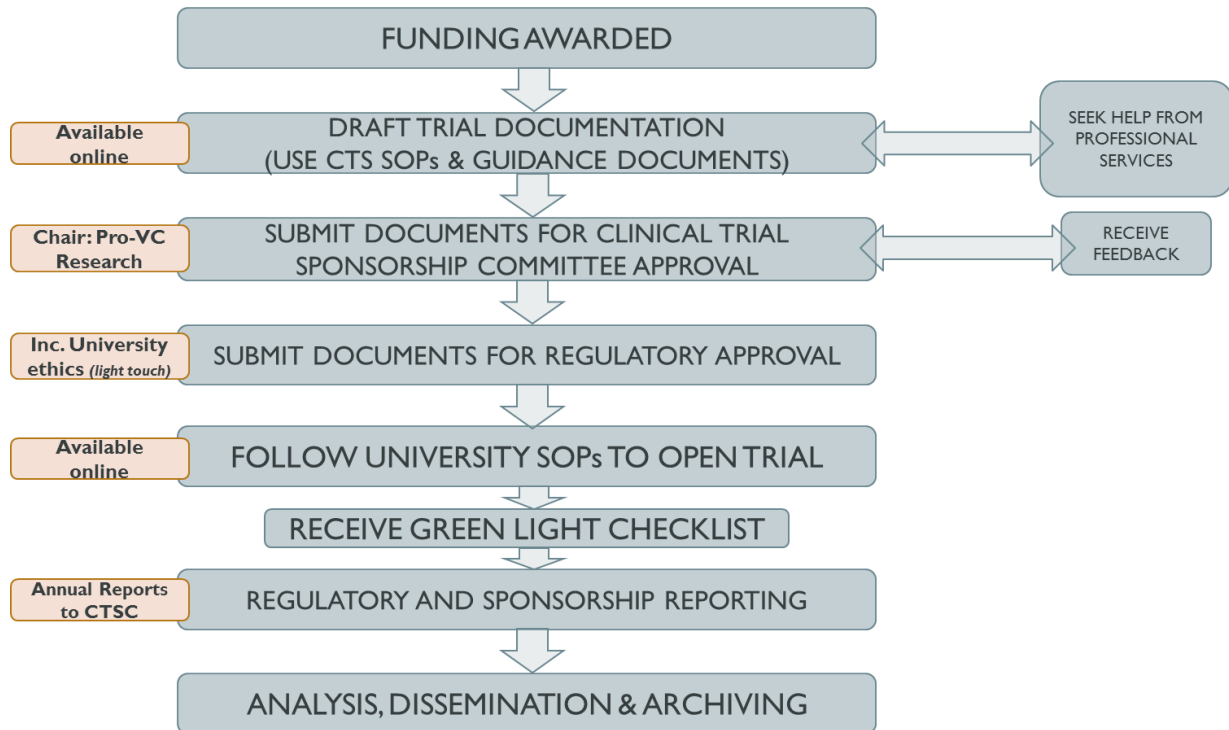 FUNDING AWARDED
Available
online
DRAFT TRIAL DOCUMENTATION
(USE CTS SOPs & GUIDANCE DOCUMENTS)
SEEK HELP FROM
PROFESSIONAL
SERVICES
Chair: Pro-VC
Research
SUBMIT DOCUMENTS FOR CLINICAL TRIAL
SPONSORSHIP COMMITTEE APPROVAL
RECEIVE
FEEDBACK
Inc. University
ethics (light touch)
SUBMIT DOCUMENTS FOR REGULATORY APPROVAL
Available
online
FOLLOW UNIVERSITY SOPs TO OPEN TRIAL
RECEIVE GREEN LIGHT CHECKLIST
Annual Reports
to CTSC
REGULATORY AND SPONSORSHIP REPORTING
ANALYSIS, DISSEMINATION & ARCHIVING